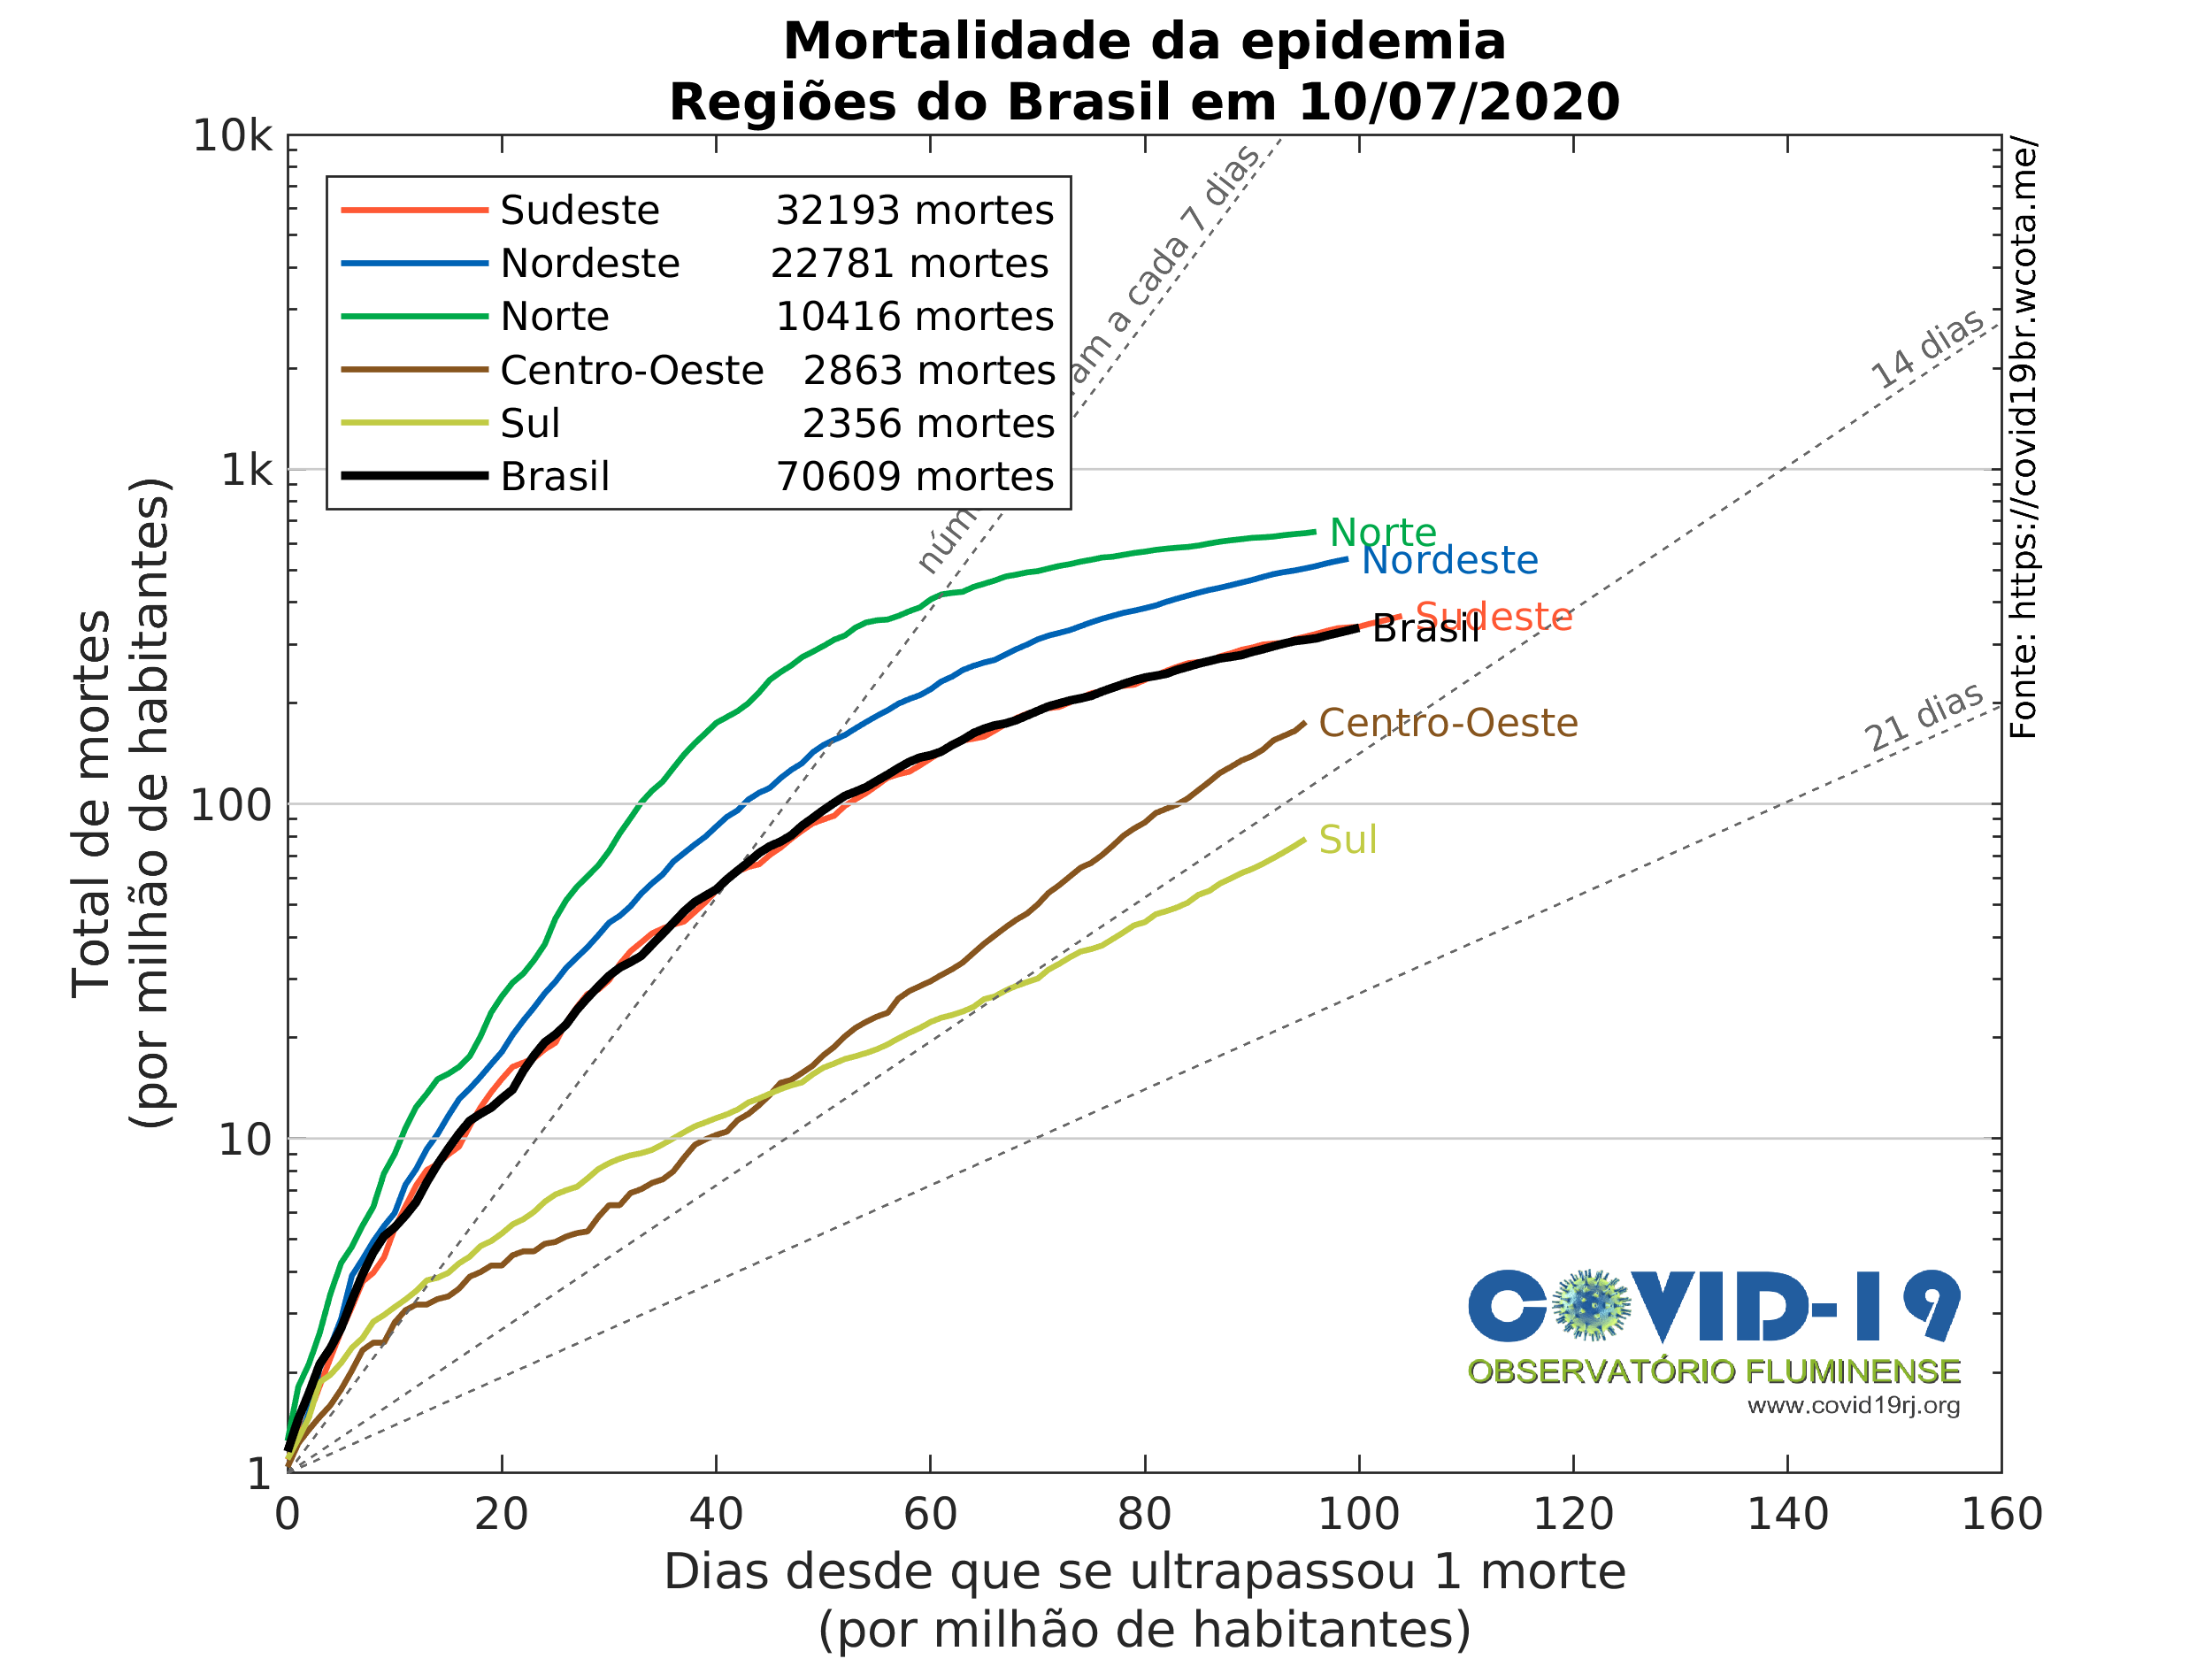 Mortalidade da epidemia
Regiões do Brasil em 10/07/2020
10k
1k
100
10
1
Total de mortes
(por milhão de habitantes)
Sudeste 32193 mortes
Nordeste 22781 mortes
Norte 10416 mortes
Centro-Oeste 2863 mortes
Sul 2356 mortes
Brasil 70609 mortes
a cada 7 dias
14 dias
21 dias
Norte
Nordeste
Sudeste
Brasil
Centro-Oeste
Sul
Fonte: https://covid19br.wcota.me/
COVID-19
OBSERVATÓRIO FLUMINENSE
www.covid19rj.org
0 20 40 60 80 100 120 140 160
Dias desde que se ultrapassou 1 morte
(por milhão de habitantes)